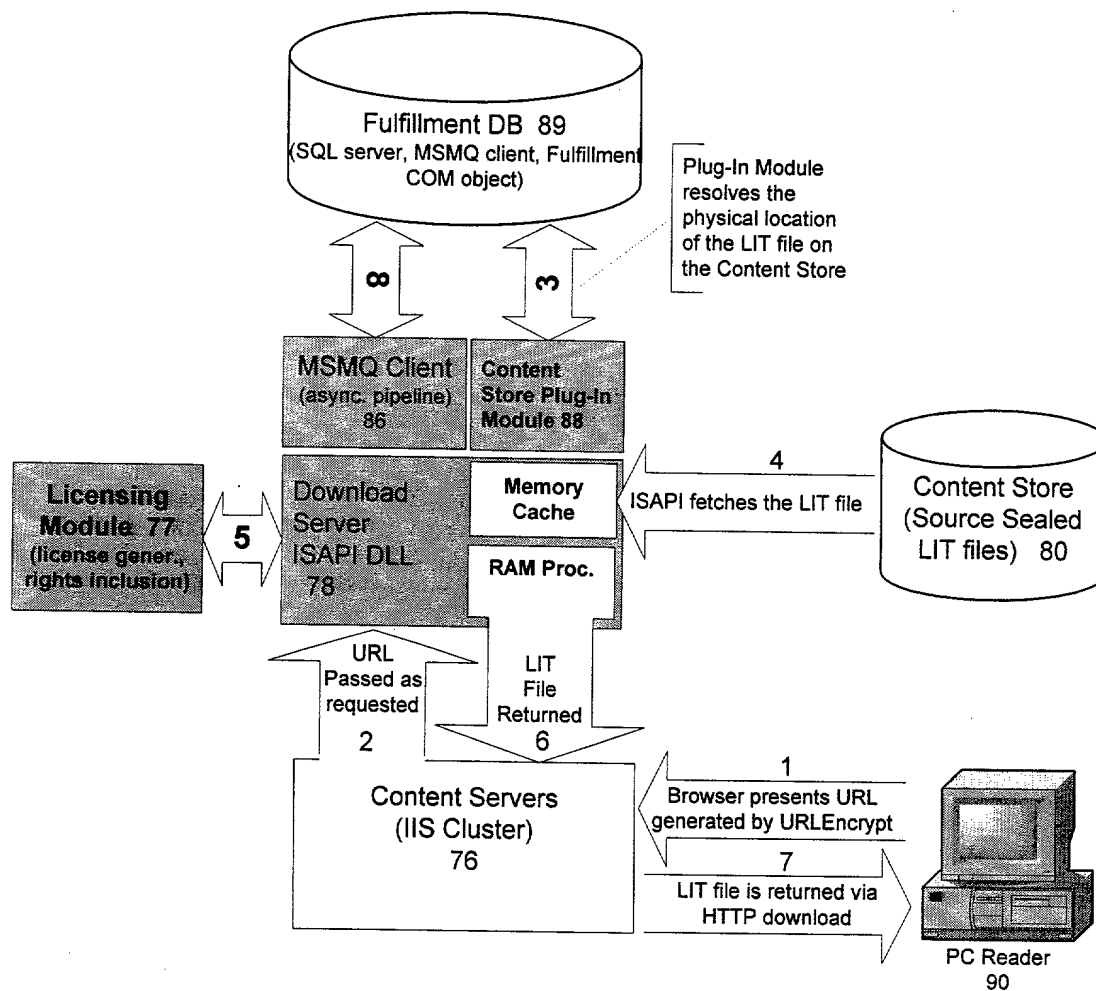 Fulfillment DB 89
(SQL server, MSMQ client, Fulfillment
COM object)
Plug-In Module
resolves the
physical location
of the LIT file on
the Content Store
8
3
MSMQ Client
(async. pipeline)
86
Content
Store Plug-In
Module 88
Licensing
Module 77
(license gener.,
rights inclusion)
5
Download
Server
ISAPI DLL
78
Memory
Cache
RAM Proc.
4
ISAPI fetches the LIT file
Content Store
(Source Sealed
LIT files) 80
URL
Passed as
requested
2
LIT
File
Returned
6
Content Servers
(IIS Cluster)
76
1
Browser presents URL
generated by URLEncrypt
7
LIT file is returned via
HTTP download
PC Reader
90